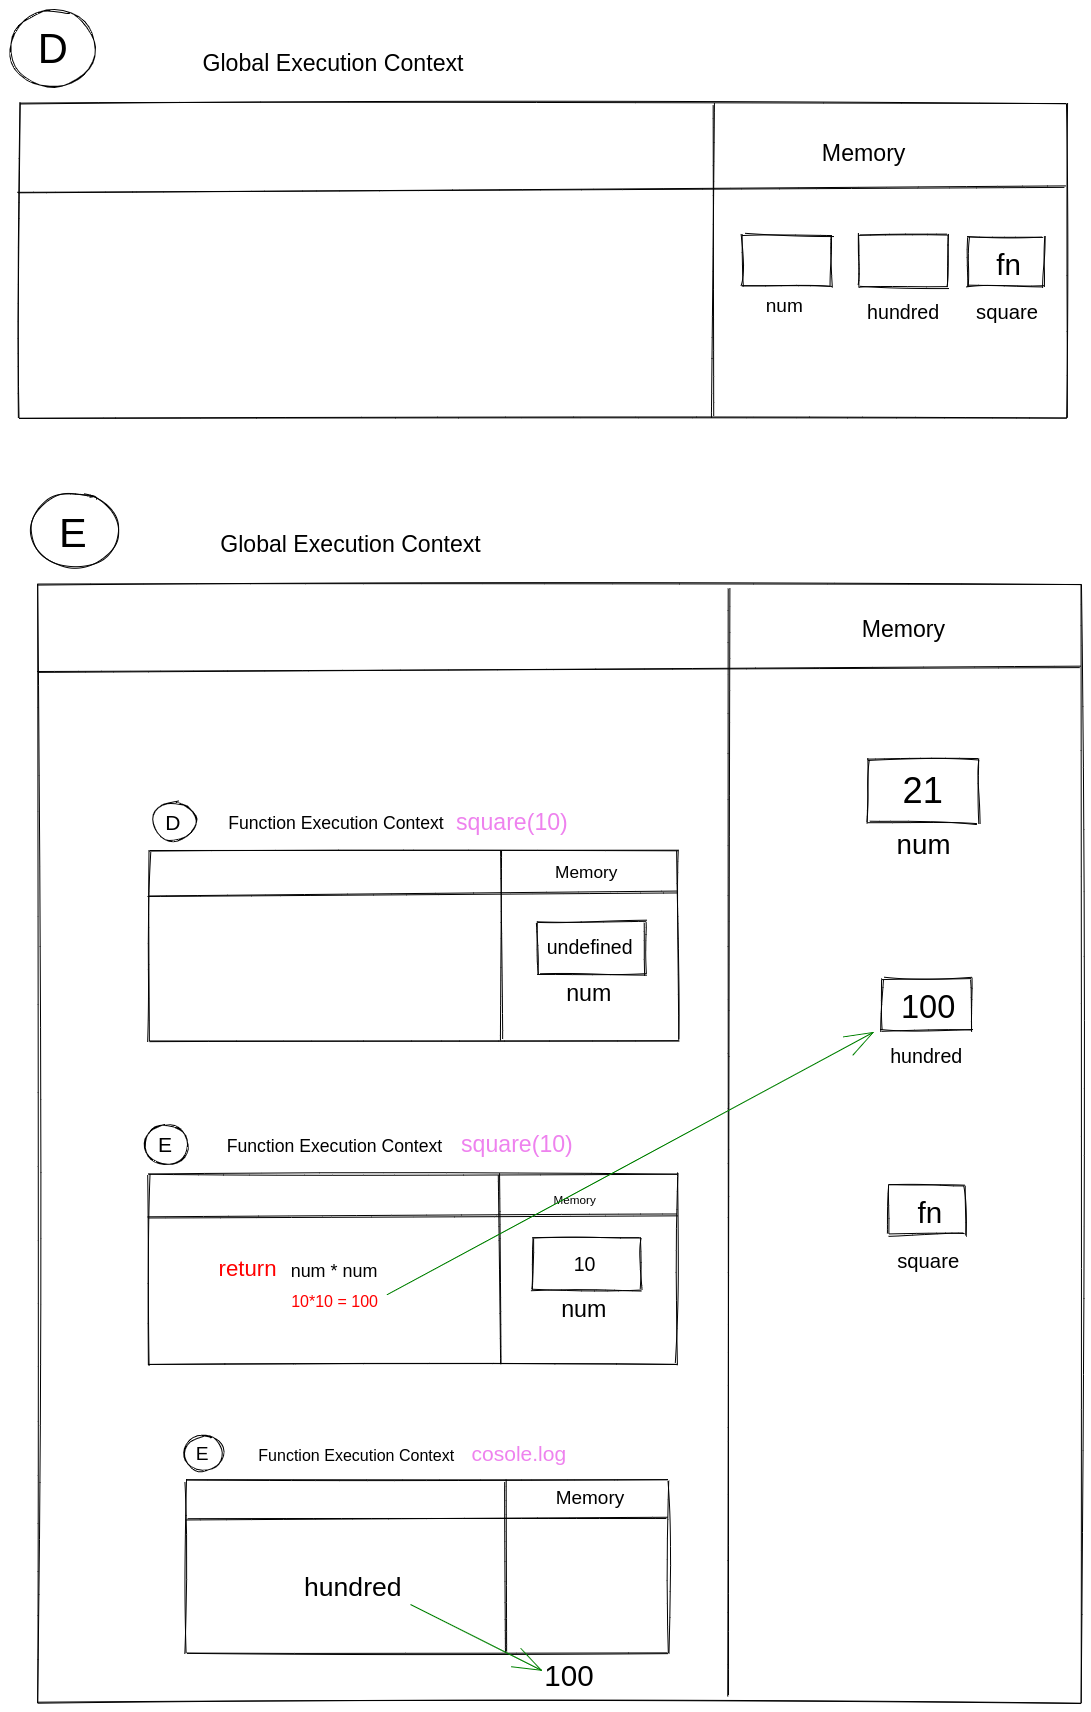 D
Global Execution Context
Memory
fn
num
hundred
square
E
Global Execution Context
Memory
21
num
D
Function Execution Context square(10)
Memory
undefined
num
100
hundred
E
Function Execution Context square(10)
Memory
return num * num
10
10*10 = 100
num
fn
square
E
Function Execution Context cosole.log
Memory
hundred
100